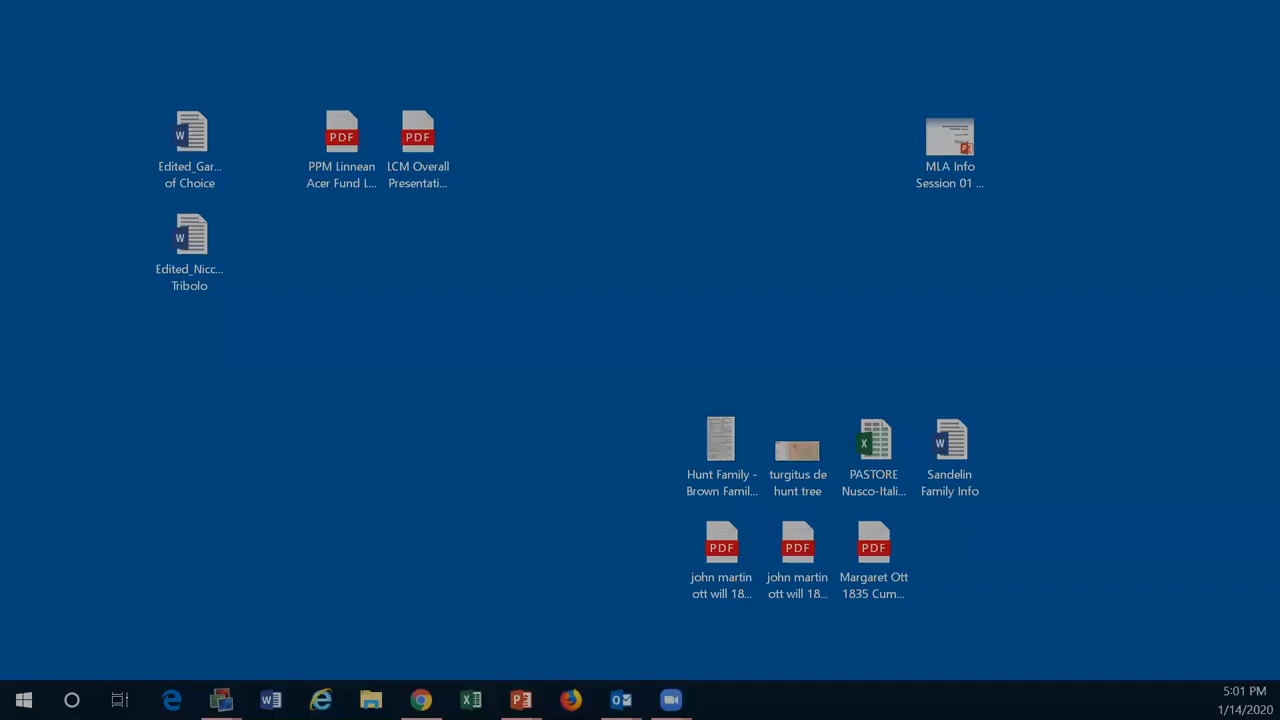 Edited_Gar...
of Choice
PDF
PPM Linnean
Acer Fund L...
PDF
LCM Overall
Presentati...
MLA Info
Session 01 ...
Edited_Nicc...
Tribolo
Hunt Family -
Brown Famil...
turgitus de
hunt tree
PASTORE
Nusco-Itali...
Sandelin
Family Info
PDF
john martin
ott will 18...
PDF
john martin
ott will 18...
PDF
Margaret Ott
1835 Cum...
5:01 PM
1/14/2020